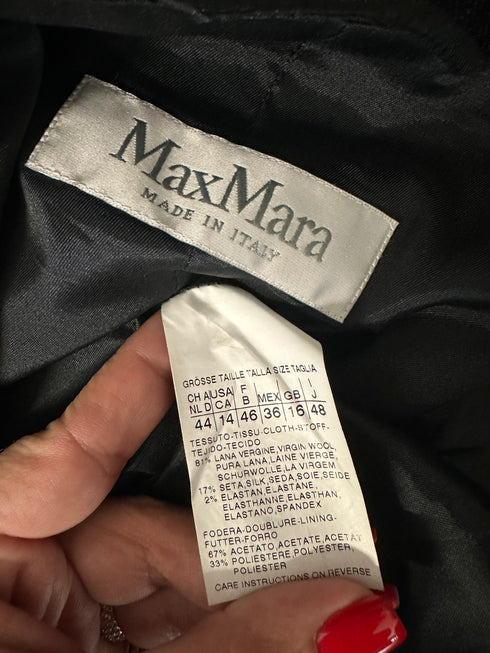 MaxMara
MADE IN ITALY
GRÖSSE TAILLE TALLA SIZE TAGLIA
CH A USA F I
NL D CA B MEX GB J
44 14 46 36 16 48
TESSUTO-TISSU-CLOTH-STOFF-
TEJIDO-TECIDO
81% LANA VERGINE,VIRGIN WOOL,
PURA LANA,LAINE VIERGE,
SCHURWOLLE,LA VIRGEM
17% SETA,SILK,SEDA,SOIE,SEIDE
2% ELASTAN,ELASTANE,
ELASTHANNE,ELASTHAN,
ELASTANO,SPANDEX
FODERA-DOUBLURE-LINING-
FUTTER-FORRO
67% ACETATO,ACETATE,ACETAT
33% POLIESTERE,POLYESTER,
POLIESTER
CARE INSTRUCTIONS ON REVERSE